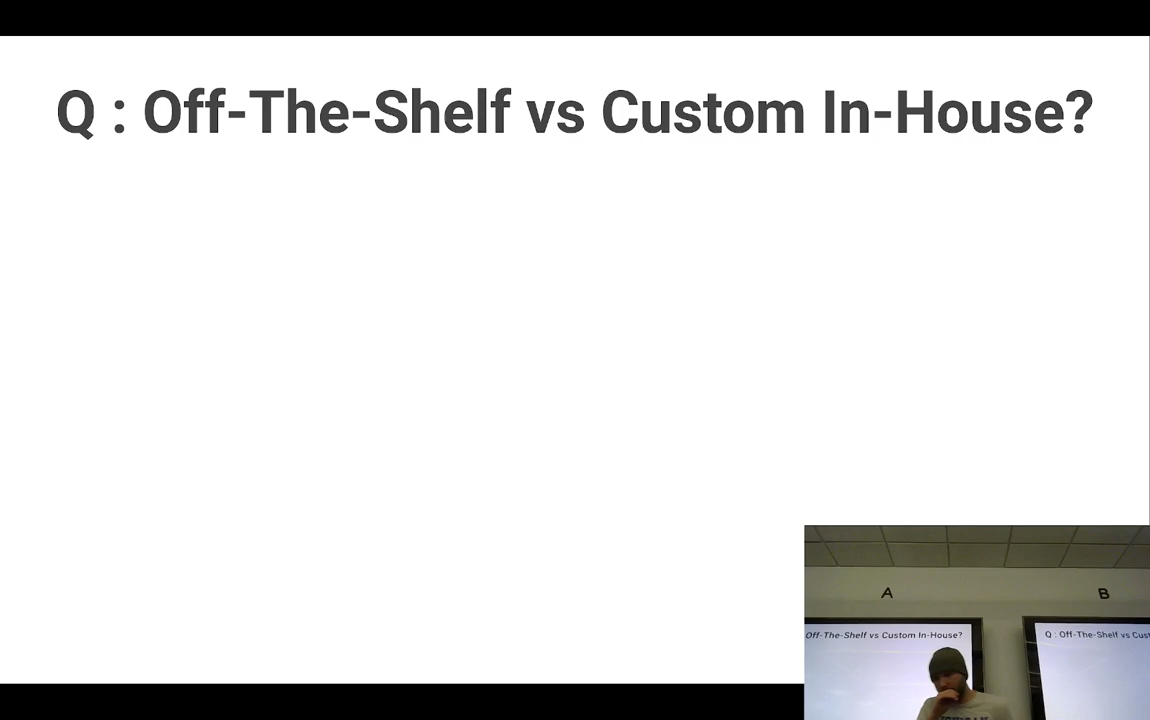 Q : Off-The-Shelf vs Custom In-House?
A
B
Off-The-Shelf vs Custom In-House?
Q : Off-The-Shelf vs Cust